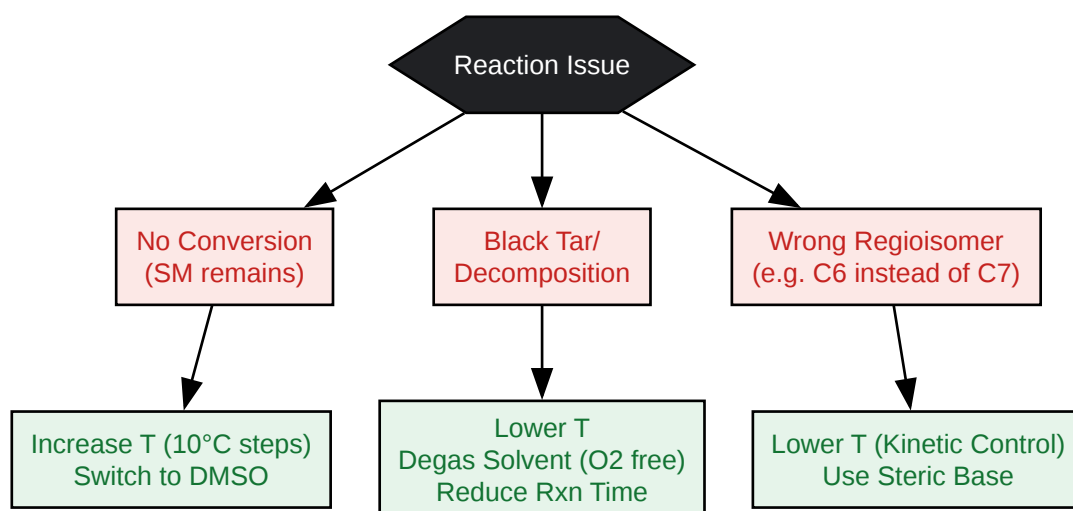 Reaction Issue
No Conversion
(SM remains)
Black Tar/
Decomposition
Wrong Regioisomer
(e.g. C6 instead of C7)
Increase T (10°C steps)
Switch to DMSO
Lower T
Degas Solvent (O2 free)
Reduce Rxn Time
Lower T (Kinetic Control)
Use Steric Base